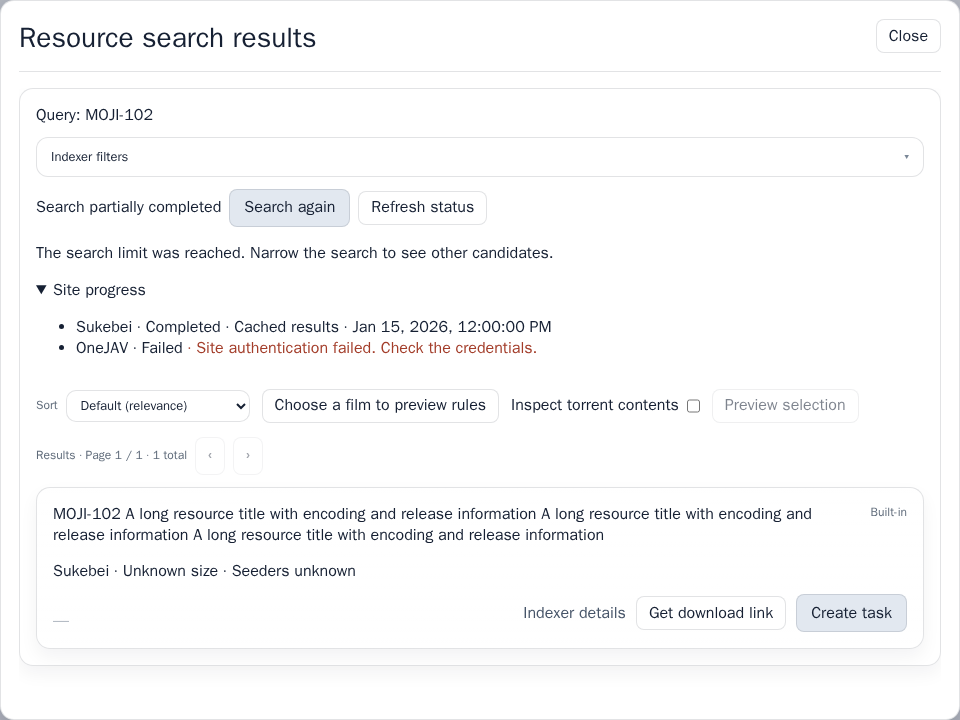 Resource search results
Close
Query: MOJI-102
Indexer filters
Search partially completed
Search again
Refresh status
The search limit was reached. Narrow the search to see other candidates.
Site progress
Sukebei · Completed · Cached results · Jan 15, 2026, 12:00:00 PM
OneJAV · Failed · Site authentication failed. Check the credentials.
Sort
Default (relevance)
Choose a film to preview rules
Inspect torrent contents
Preview selection
Results · Page 1 / 1 · 1 total
‹
›
MOJI-102 A long resource title with encoding and release information A long resource title with encoding and
release information A long resource title with encoding and release information
Built-in
Sukebei · Unknown size · Seeders unknown
—
Indexer details
Get download link
Create task